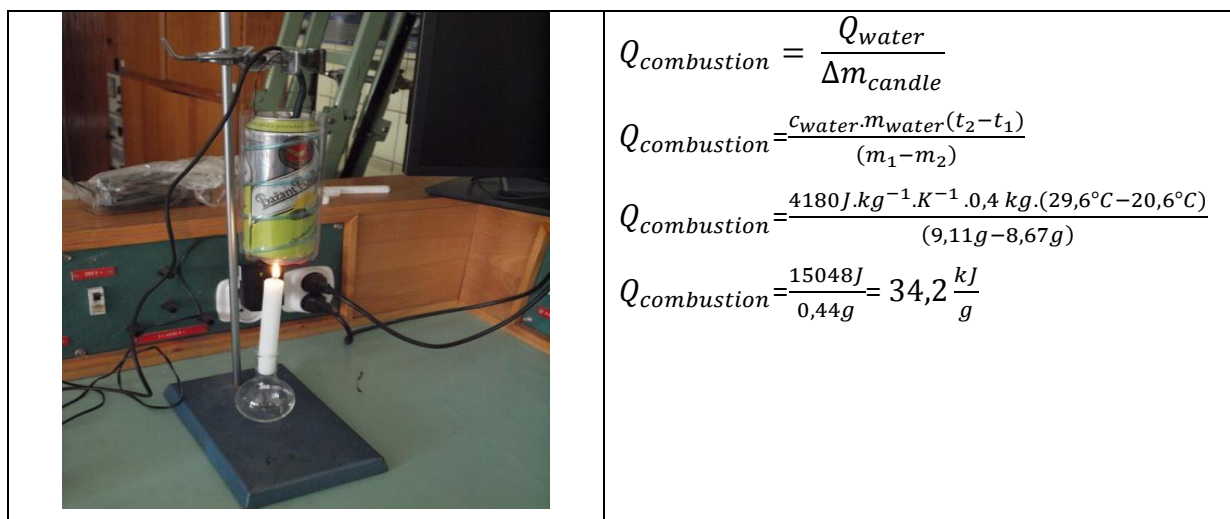 Bažant
Q_combustion = Q_water / Δm_candle
Q_combustion = c_water.m_water(t_2−t_1) / (m_1−m_2)
Q_combustion = 4180J.kg^−1.K^−1.0,4 kg.(29,6°C−20,6°C) / (9,11g−8,67g)
Q_combustion = 15048J / 0,44g = 34,2 kJ/g